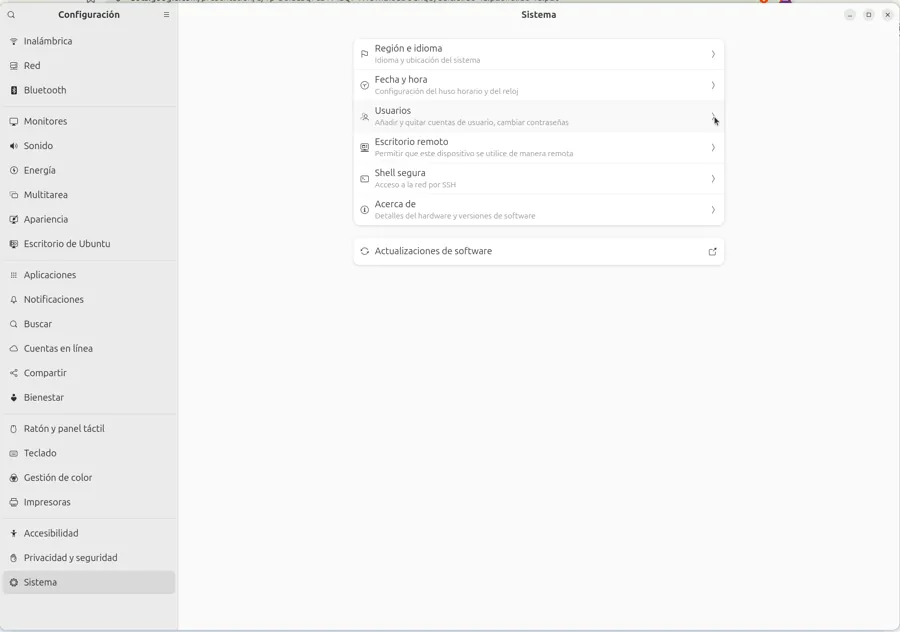 Configuración
Sistema
Inalámbrica
Red
Bluetooth
Monitores
Sonido
Energía
Multitarea
Apariencia
Escritorio de Ubuntu
Aplicaciones
Notificaciones
Buscar
Cuentas en línea
Compartir
Bienestar
Ratón y panel táctil
Teclado
Gestión de color
Impresoras
Accesibilidad
Privacidad y seguridad
Sistema
Región e idioma
Idioma y ubicación del sistema
Fecha y hora
Configuración del huso horario y del reloj
Usuarios
Añadir y quitar cuentas de usuario, cambiar contraseñas
Escritorio remoto
Permitir que este dispositivo se utilice de manera remota
Shell segura
Acceso a la red por SSH
Acerca de
Detalles del hardware y versiones de software
Actualizaciones de software